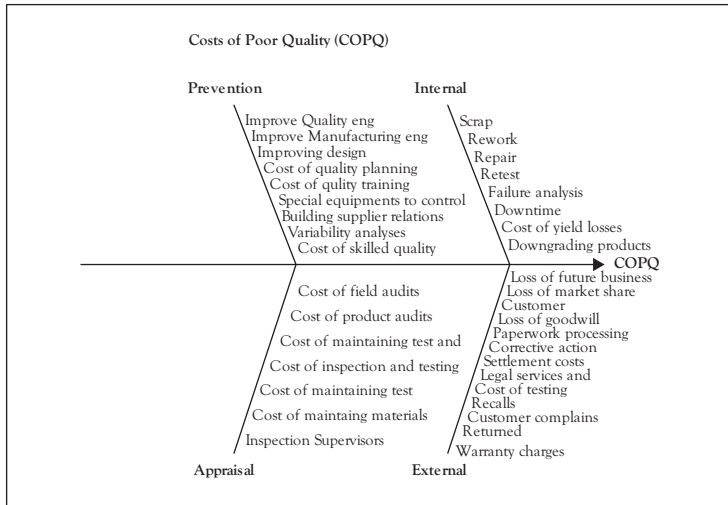 Costs of Poor Quality (COPQ)
Prevention
Improve Quality eng
Improve Manufacturing eng
Improving design
Cost of quality planning
Cost of qulity training
Special equipments to control
Building supplier relations
Variability analyses
Cost of skilled quality
Internal
Scrap
Rework
Repair
Retest
Failure analysis
Downtime
Cost of yield losses
Downgrading products
COPQ
Cost of field audits
Cost of product audits
Cost of maintaining test and
Cost of inspection and testing
Cost of maintaining test
Cost of maintaing materials
Inspection Supervisors
Appraisal
Loss of future business
Loss of market share
Customer
Loss of goodwill
Paperwork processing
Corrective action
Settlement costs
Legal services and
Cost of testing
Recalls
Customer complains
Returned
Warranty charges
External